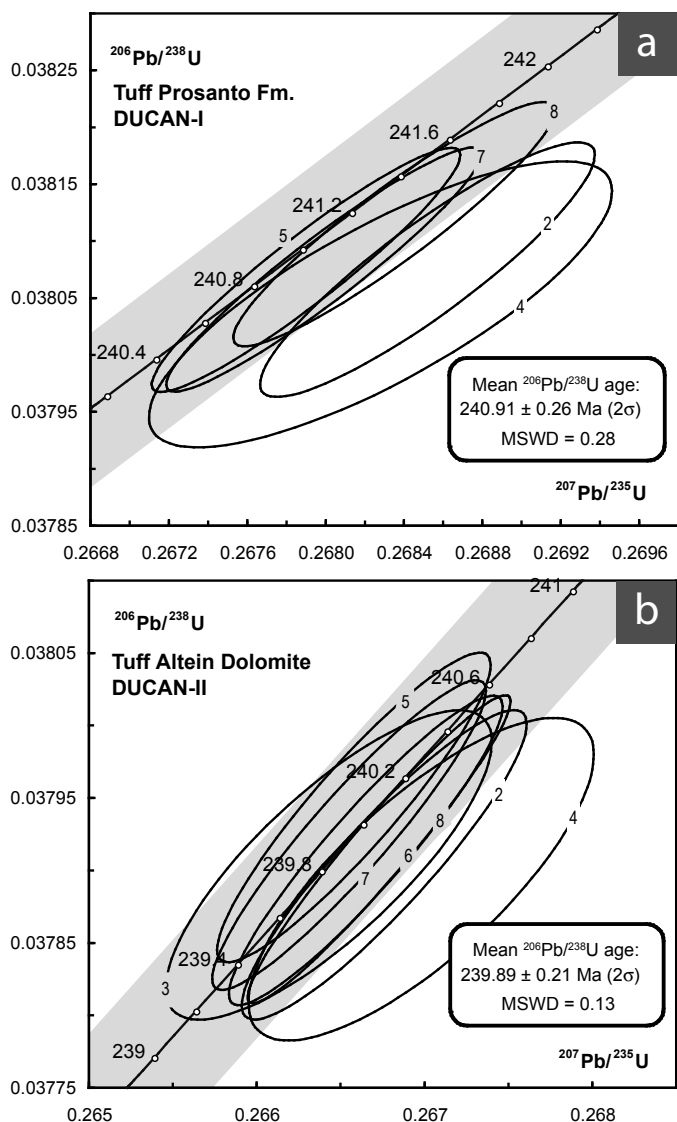 a
²⁰⁶Pb/²³⁸U
Tuff Prosanto Fm.
DUCAN-I
0.03825
0.03815
0.03805
0.03795
0.03785
242
241.6
241.2
240.8
240.4
8
7
5
2
4
Mean ²⁰⁶Pb/²³⁸U age:
240.91 ± 0.26 Ma (2σ)
MSWD = 0.28
²⁰⁷Pb/²³⁵U
0.2668 0.2672 0.2676 0.2680 0.2684 0.2688 0.2692 0.2696
b
²⁰⁶Pb/²³⁸U
Tuff Altein Dolomite
DUCAN-II
0.03805
0.03795
0.03785
0.03775
241
240.6
240.2
239.8
239.4
239
5
2
4
8
6
7
3
Mean ²⁰⁶Pb/²³⁸U age:
239.89 ± 0.21 Ma (2σ)
MSWD = 0.13
²⁰⁷Pb/²³⁵U
0.265 0.266 0.267 0.268